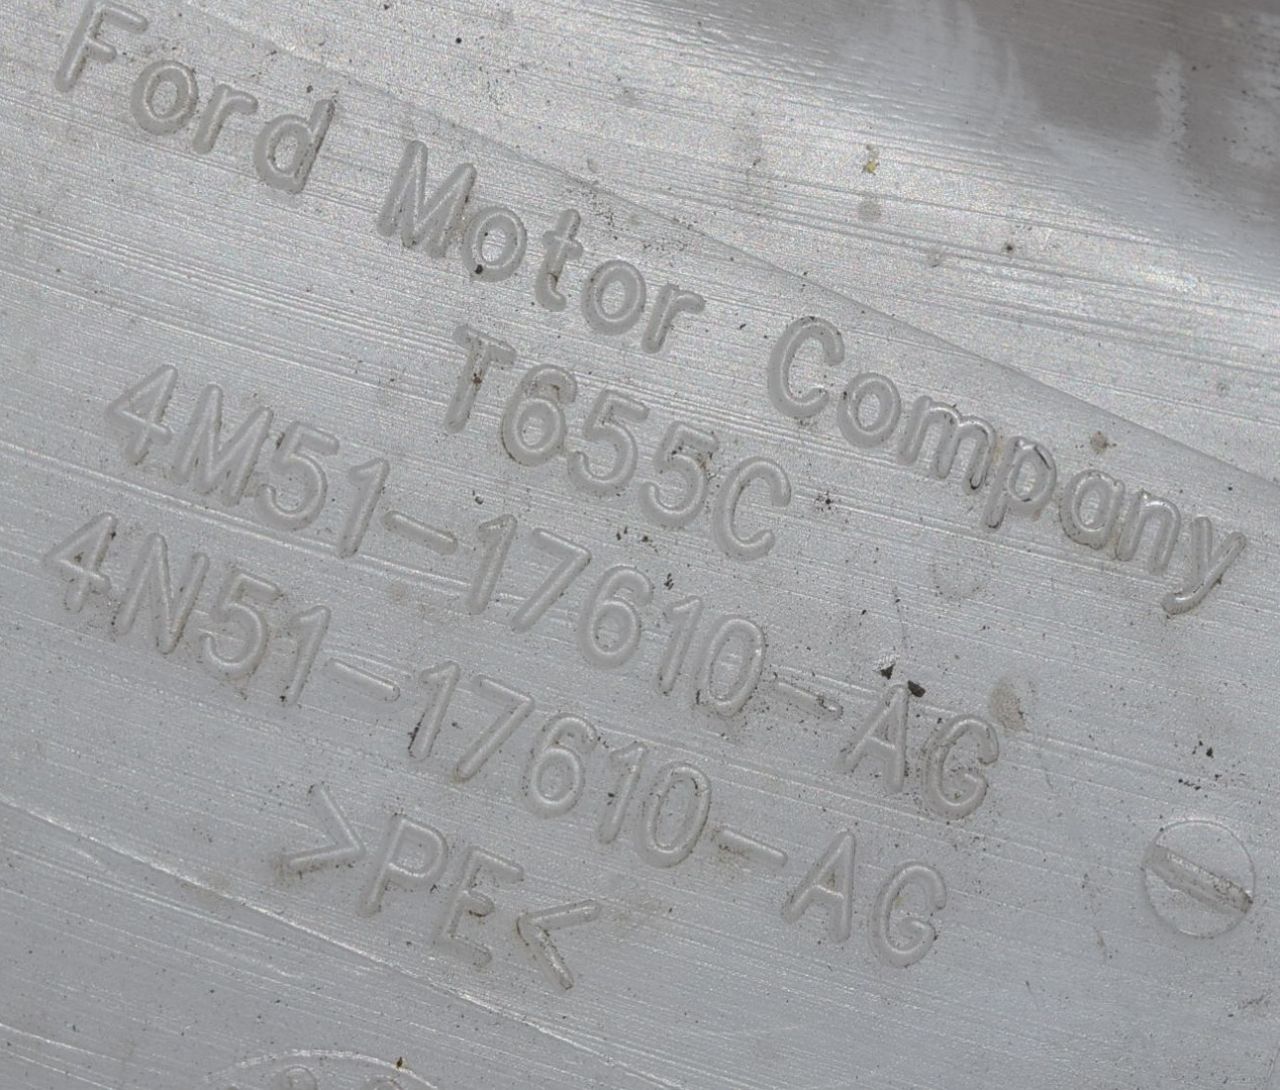 Ford Motor Company
T655C
4M51-17610-AG
4N51-17610-AG
>PE<